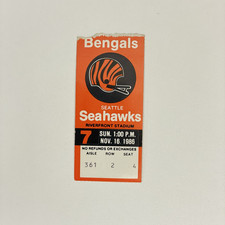 Bengals
SEATTLE
Seahawks
RIVERFRONT STADIUM
7 SUN. 1:00 P.M.
NOV. 16, 1986
NO REFUNDS OR EXCHANGES
AISLE ROW SEAT
361 2 4